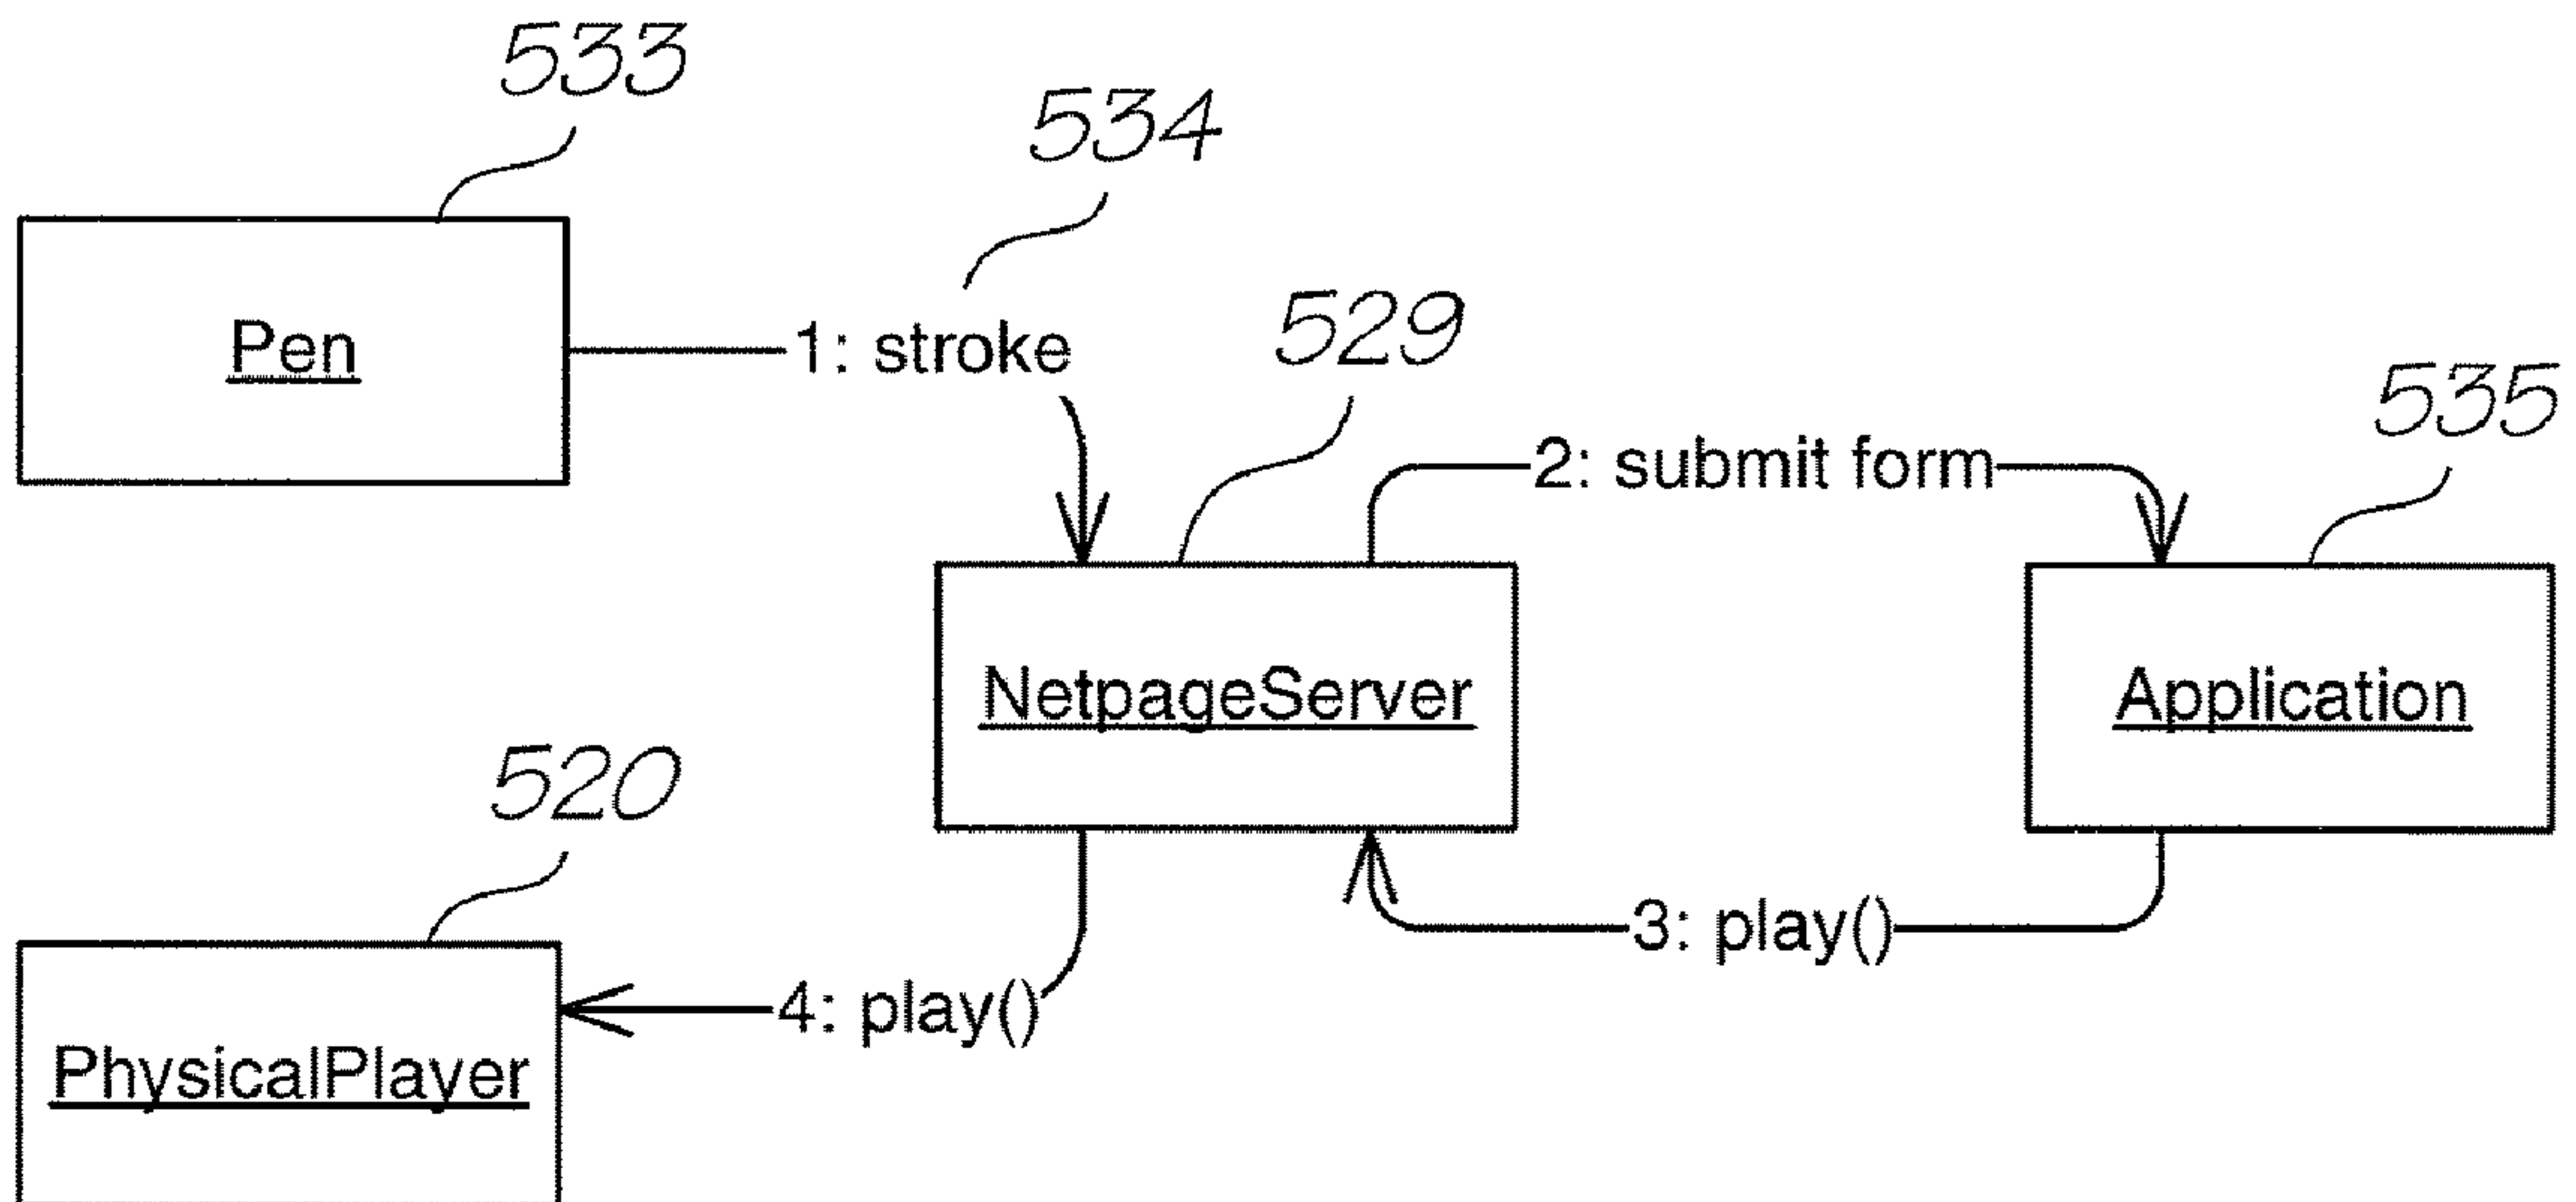 533
534
Pen
1: stroke
529
535
2: submit form
NetpageServer
Application
520
3: play()
4: play()
PhysicalPlayer